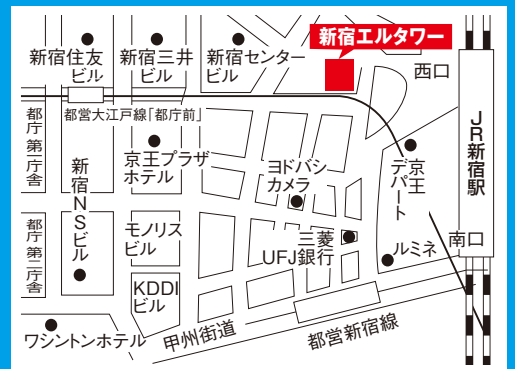 新宿エルタワー
新宿住友
ビル
新宿三井
ビル
新宿センター
ビル
西口
都営大江戸線「都庁前」
都庁第一庁舎
JR新宿駅
京王プラザ
ホテル
新宿NSビル
ヨドバシ
カメラ
京王
デパート
都庁第二庁舎
モノリス
ビル
三菱
UFJ銀行
南口
ルミネ
KDDI
ビル
ワシントンホテル
甲州街道
都営新宿線